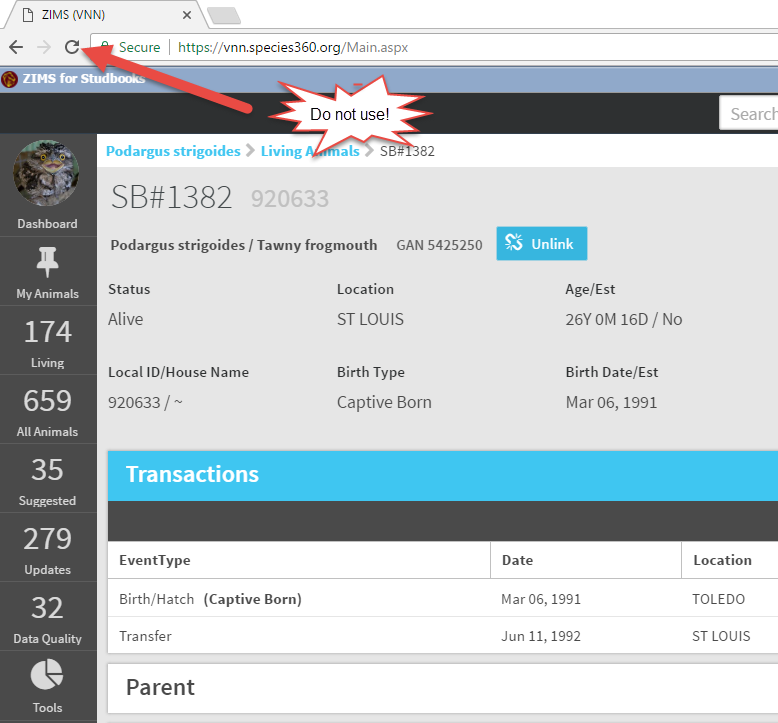 ZIMS (VNN)
Secure https://vnn.species360.org/Main.aspx
ZIMS for Studbooks
Do not use!
Search
Podargus strigoides Living Animals SB#1382
SB#1382 920633
Dashboard
Podargus strigoides / Tawny frogmouth GAN 5425250 Unlink
My Animals
Status Location Age/Est
Alive ST LOUIS 26Y 0M 16D / No
174
Living
Local ID/House Name Birth Type Birth Date/Est
920633 / ~ Captive Born Mar 06, 1991
659
All Animals
35
Suggested
Transactions
279
Updates
EventType Date Location
Birth/Hatch (Captive Born) Mar 06, 1991 TOLEDO
32
Data Quality
Transfer Jun 11, 1992 ST LOUIS
Tools
Parent